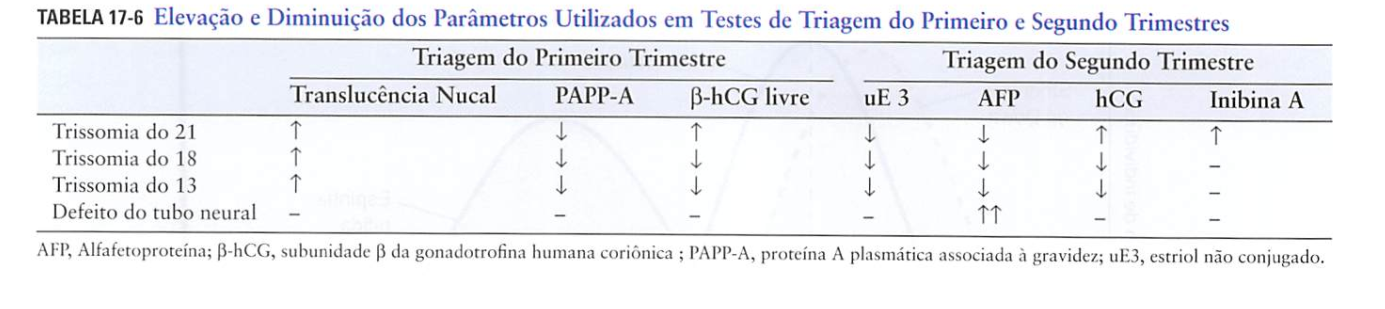 TABELA 17-6 Elevação e Diminuição dos Parâmetros Utilizados em Testes de Triagem do Primeiro e Segundo Trimestres
Triagem do Primeiro Trimestre Triagem do Segundo Trimestre
Translucência Nucal PAPP-A β-hCG livre uE 3 AFP hCG Inibina A
Trissomia do 21 ↑ ↓ ↑ ↓ ↓ ↑ ↑
Trissomia do 18 ↑ ↓ ↓ ↓ ↓ ↓ –
Trissomia do 13 ↑ ↓ ↓ ↓ ↓ ↓ –
Defeito do tubo neural – – – – ↑↑ – –
AFP, Alfafetoproteína; β-hCG, subunidade β da gonadotrofina humana coriônica ; PAPP-A, proteína A plasmática associada à gravidez; uE3, estriol não conjugado.